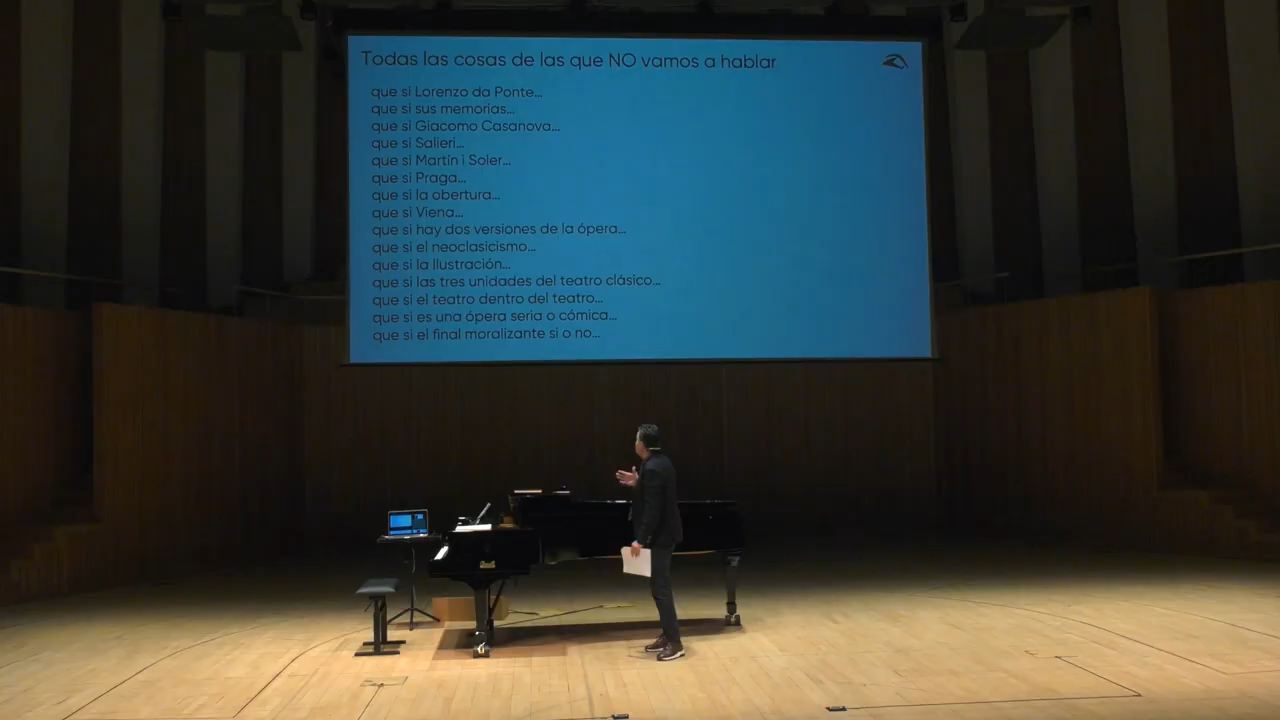 Todas las cosas de las que NO vamos a hablar
que si Lorenzo da Ponte...
que si sus memorias...
que si Giacomo Casanova...
que si Salieri...
que si Martín i Soler...
que si Praga...
que si la obertura...
que si Viena...
que si hay dos versiones de la ópera...
que si el neoclasicismo...
que si la Ilustración...
que si las tres unidades del teatro clásico...
que si el teatro dentro del teatro...
que si es una ópera seria o cómica...
que si el final moralizante si o no...